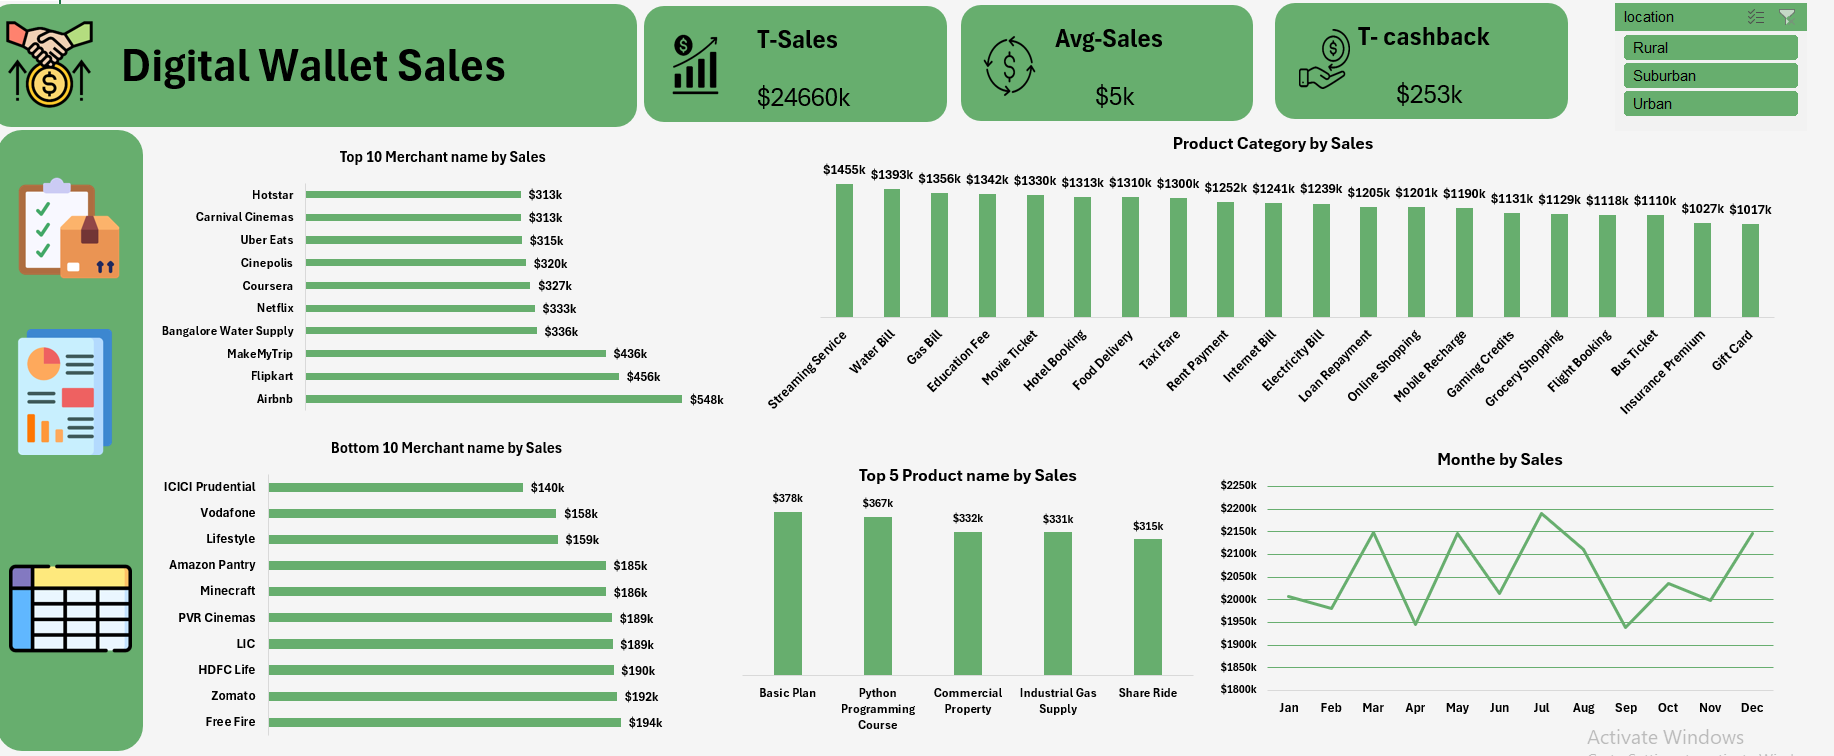 Digital Wallet Sales
T-Sales
$24660k
Avg-Sales
$5k
T- cashback
$253k
location
Rural
Suburban
Urban
Top 10 Merchant name by Sales
Hotstar $313k
Carnival Cinemas $313k
Uber Eats $315k
Cinepolis $320k
Coursera $327k
Netflix $333k
Bangalore Water Supply $336k
MakeMyTrip $436k
Flipkart $456k
Airbnb $548k
Product Category by Sales
$1455k $1393k $1356k $1342k $1330k $1313k $1310k $1300k $1252k $1241k $1239k $1205k $1201k $1190k $1131k $1129k $1118k $1110k $1027k $1017k
Streaming Service
Water Bill
Gas Bill
Education Fee
Movie Ticket
Hotel Booking
Food Delivery
Taxi Fare
Rent Payment
Internet Bill
Electricity Bill
Loan Repayment
Online Shopping
Mobile Recharge
Gaming Credits
Grocery Shopping
Flight Booking
Bus Ticket
Insurance Premium
Gift Card
Bottom 10 Merchant name by Sales
ICICI Prudential $140k
Vodafone $158k
Lifestyle $159k
Amazon Pantry $185k
Minecraft $186k
PVR Cinemas $189k
LIC $189k
HDFC Life $190k
Zomato $192k
Free Fire $194k
Top 5 Product name by Sales
$378k $367k $332k $331k $315k
Basic Plan
Python
Programming
Course
Commercial
Property
Industrial Gas
Supply
Share Ride
Monthe by Sales
$2250k
$2200k
$2150k
$2100k
$2050k
$2000k
$1950k
$1900k
$1850k
$1800k
Jan Feb Mar Apr May Jun Jul Aug Sep Oct Nov Dec
Activate Windows